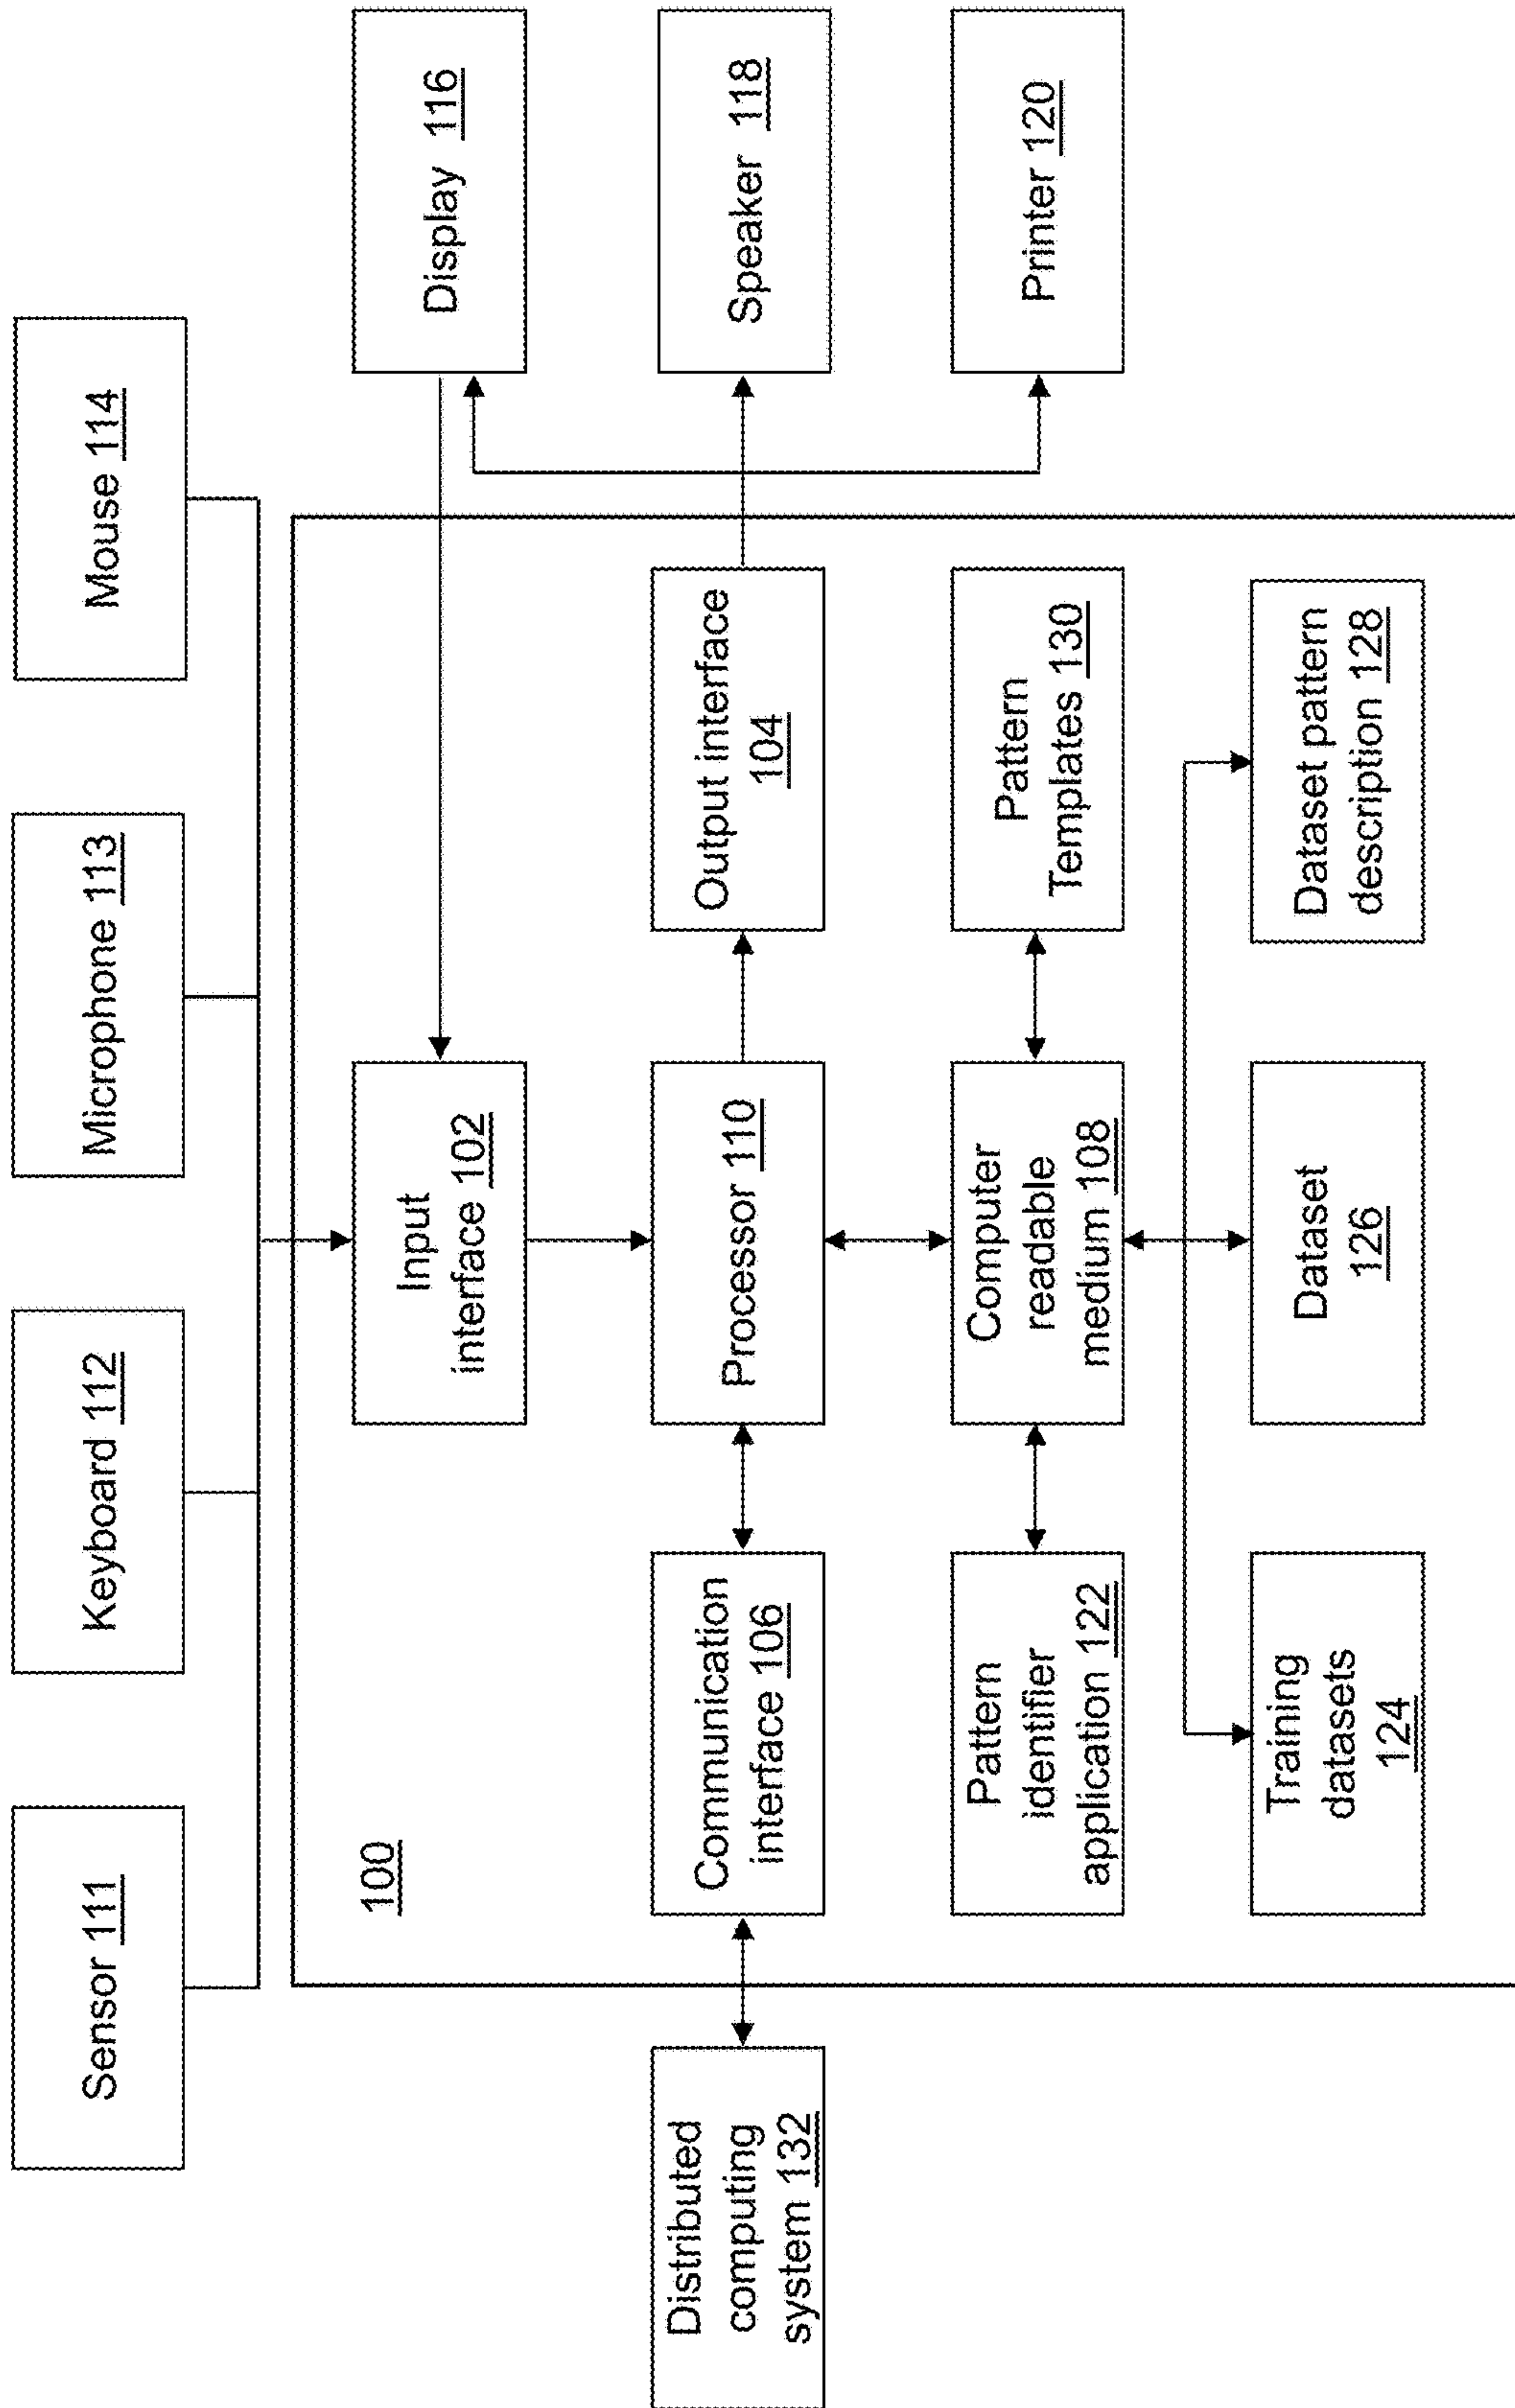 Sensor 111
Keyboard 112
Microphone 113
Mouse 114
100
Input
interface 102
Display 116
Distributed
computing
system 132
Communication
interface 106
Processor 110
Output interface
104
Speaker 118
Pattern
identifier
application 122
Computer
readable
medium 108
Pattern
Templates 130
Printer 120
Training
datasets
124
Dataset
126
Dataset pattern
description 128